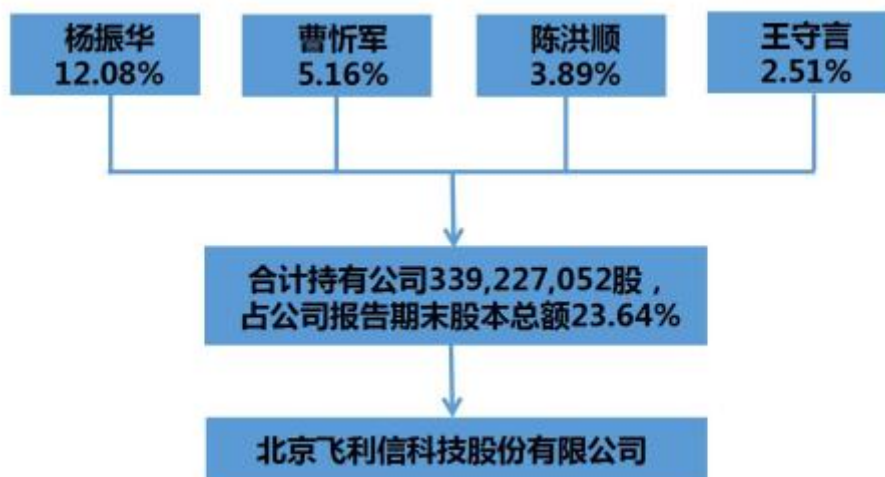 杨振华
12.08%
曹忻军
5.16%
陈洪顺
3.89%
王守言
2.51%
合计持有公司339,227,052股，
占公司报告期末股本总额23.64%
北京飞利信科技股份有限公司